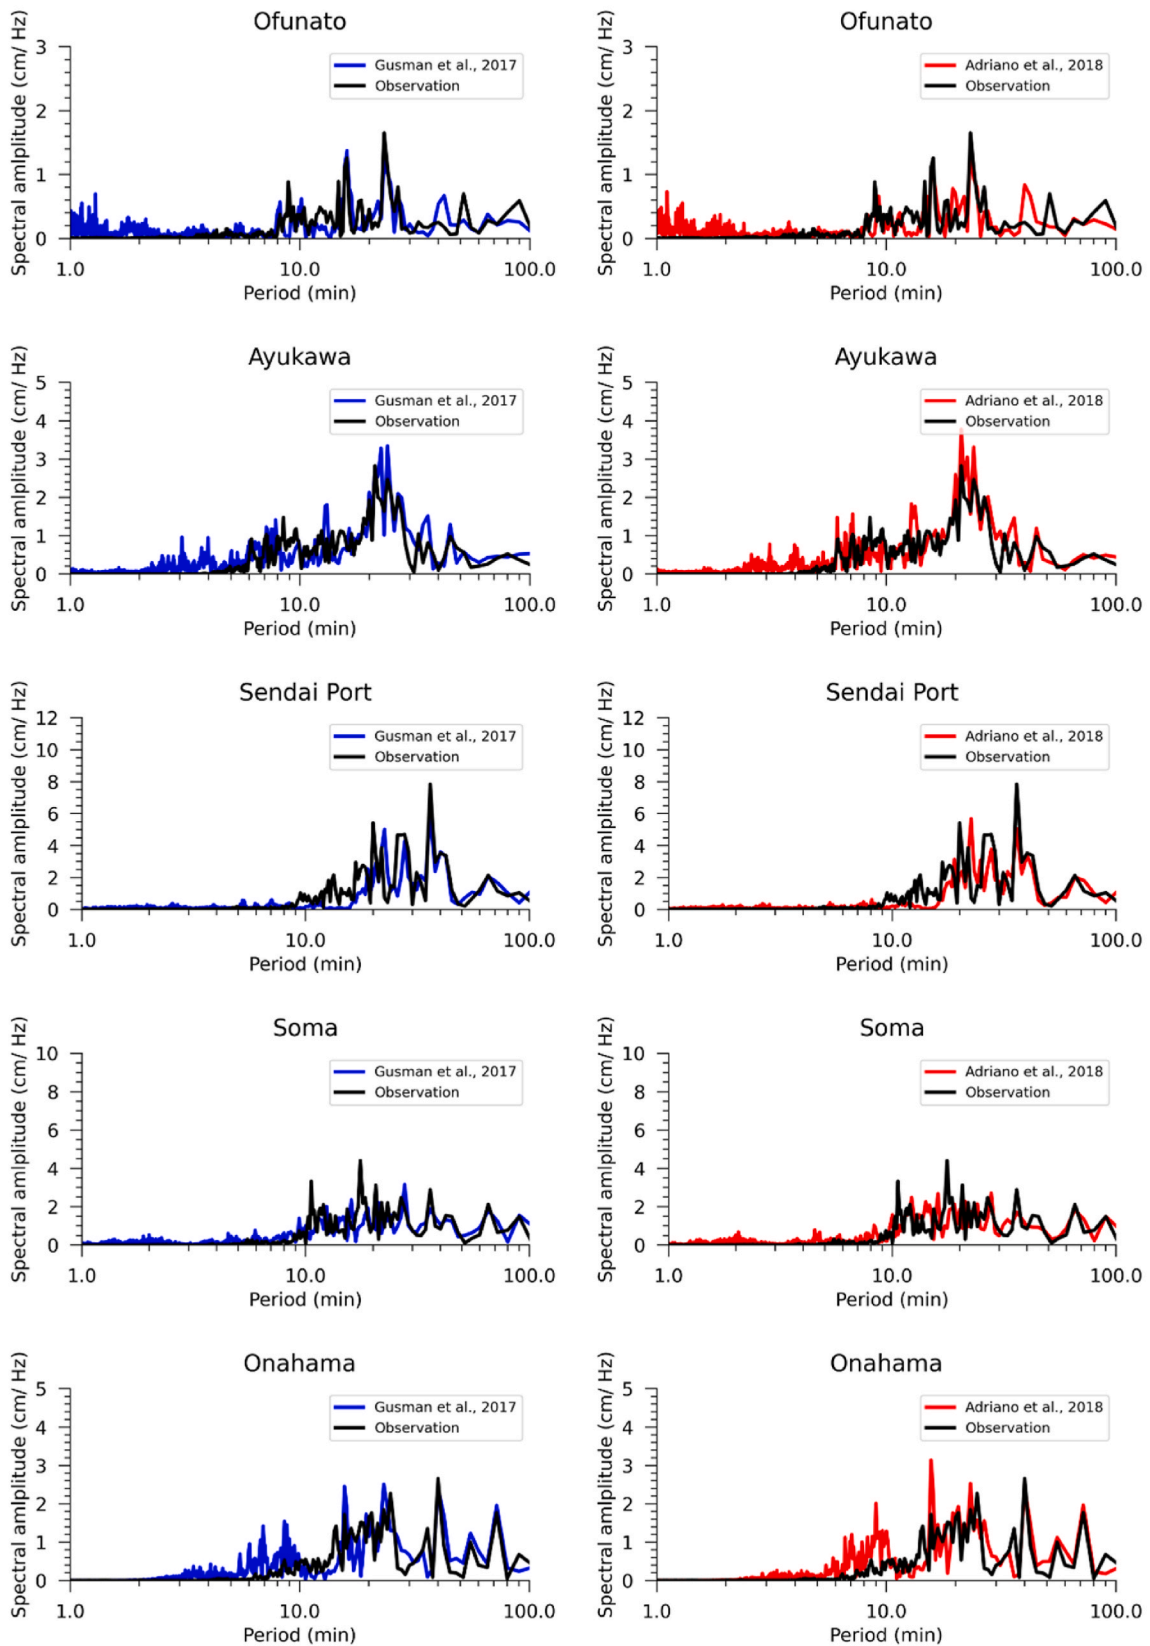 Ofunato
Spectral amlplitude (cm/ Hz)
3
2
1
0
Gusman et al., 2017
Observation
1.0 10.0 100.0
Period (min)
Ofunato
Spectral amlplitude (cm/ Hz)
3
2
1
0
Adriano et al., 2018
Observation
1.0 10.0 100.0
Period (min)
Ayukawa
Spectral amlplitude (cm/ Hz)
5
4
3
2
1
0
Gusman et al., 2017
Observation
1.0 10.0 100.0
Period (min)
Ayukawa
Spectral amlplitude (cm/ Hz)
5
4
3
2
1
0
Adriano et al., 2018
Observation
1.0 10.0 100.0
Period (min)
Sendai Port
Spectral amlplitude (cm/ Hz)
12
10
8
6
4
2
0
Gusman et al., 2017
Observation
1.0 10.0 100.0
Period (min)
Sendai Port
Spectral amlplitude (cm/ Hz)
12
10
8
6
4
2
0
Adriano et al., 2018
Observation
1.0 10.0 100.0
Period (min)
Soma
Spectral amlplitude (cm/ Hz)
10
8
6
4
2
0
Gusman et al., 2017
Observation
1.0 10.0 100.0
Period (min)
Soma
Spectral amlplitude (cm/ Hz)
10
8
6
4
2
0
Adriano et al., 2018
Observation
1.0 10.0 100.0
Period (min)
Onahama
Spectral amlplitude (cm/ Hz)
5
4
3
2
1
0
Gusman et al., 2017
Observation
1.0 10.0 100.0
Period (min)
Onahama
Spectral amlplitude (cm/ Hz)
5
4
3
2
1
0
Adriano et al., 2018
Observation
1.0 10.0 100.0
Period (min)